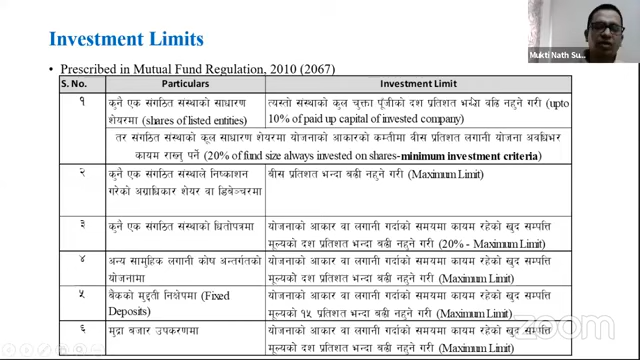 Investment Limits
Mukti Nath Su...
• Prescribed in Mutual Fund Regulation, 2010 (2067)
S. No. Particulars Investment Limit
१ कुनै एक संगठित संस्थाको साधारण त्यस्तो संस्थाको कुल चुक्ता पूंजीको दश प्रतिशत भन्दा बढि नहुने गरी (upto
शेयरमा (shares of listed entities) 10% of paid up capital of invested company)
तर संगठित संस्थाको कूल साधारण शेयरमा योजनाको आकारको कम्तीमा बीस प्रतिशत लगानी योजना अवधिभर
कायम राख्नु पर्ने (20% of fund size always invested on shares-minimum investment criteria)
२ कुनै एक संगठित संस्थाले निष्काशन बीस प्रतिशत भन्दा बढी नहुने गरी (Maximum Limit)
गरेको अग्राधिकार शेयर वा डिबेञ्चरमा
३ कुनै एक संगठित संस्थाको धितोपत्रमा योजनाको आकार वा लगानी गर्दाको समयमा कायम रहेको खुद सम्पत्ति
मूल्यको दश प्रतिशत भन्दा बढी नहुने गरी (20% - Maximum Limit)
४ अन्य सामुहिक लगानी कोष अन्तर्गतको योजनाको आकार वा लगानी गर्दाको समयमा कायम रहेको खुद सम्पत्ति
योजनामा मूल्यको दश प्रतिशत भन्दा बढी नहुने गरी (Maximum Limit)
५ बैंकको मुद्दती निक्षेपमा (Fixed योजनाको आकार वा लगानी गर्दाको समयमा कायम रहेको खुद सम्पत्ति
Deposits) मूल्यको १५ प्रतिशत भन्दा बढी नहुने गरी (Maximum Limit)
६ मुद्रा बजार उपकरणमा योजनाको आकार वा लगानी गर्दाको समयमा कायम रहेको खुद सम्पत्ति
मूल्यको दश प्रतिशत भन्दा बढी नहुने गरी (Maximum Limit)
zoom